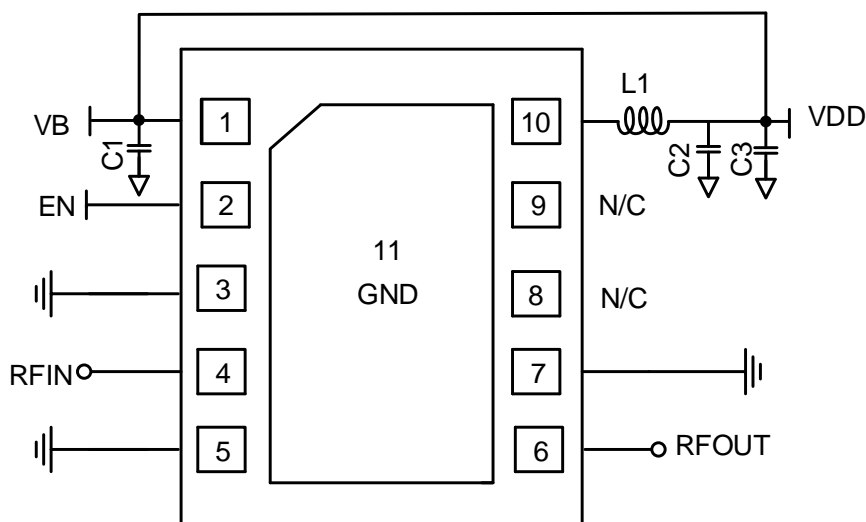 L1
VB
1
10
VDD
C1
C2
C3
EN
2
9
N/C
11
GND
3
8
N/C
RFIN
4
7
5
6
RFOUT